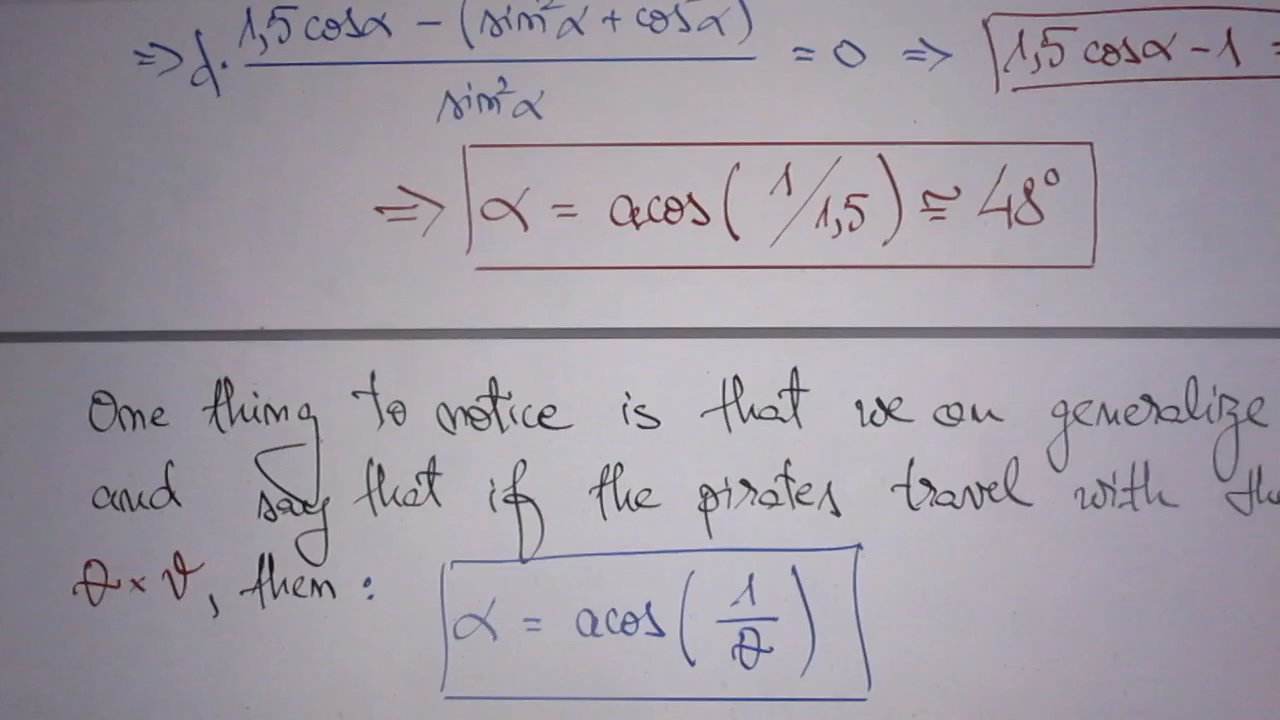 => d · (1,5 cosα - (sin²α + cos²α)) / sin²α = 0 => 1,5 cosα - 1 =
=> α = acos(1/1,5) ≅ 48°
One thing to notice is that we can generalize
and say that if the pirates travel with the
θ × v, then:
α = acos(1/θ)